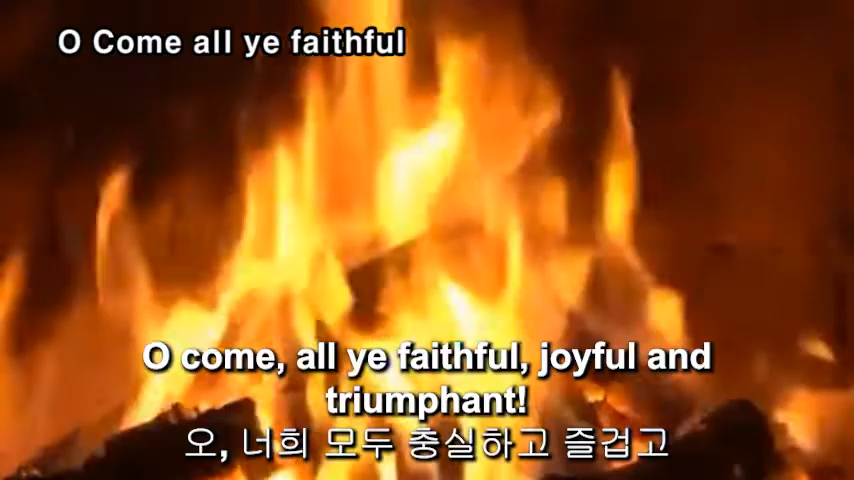 O Come all ye faithful
O come, all ye faithful, joyful and
triumphant!
오, 너희 모두 충실하고 즐겁고